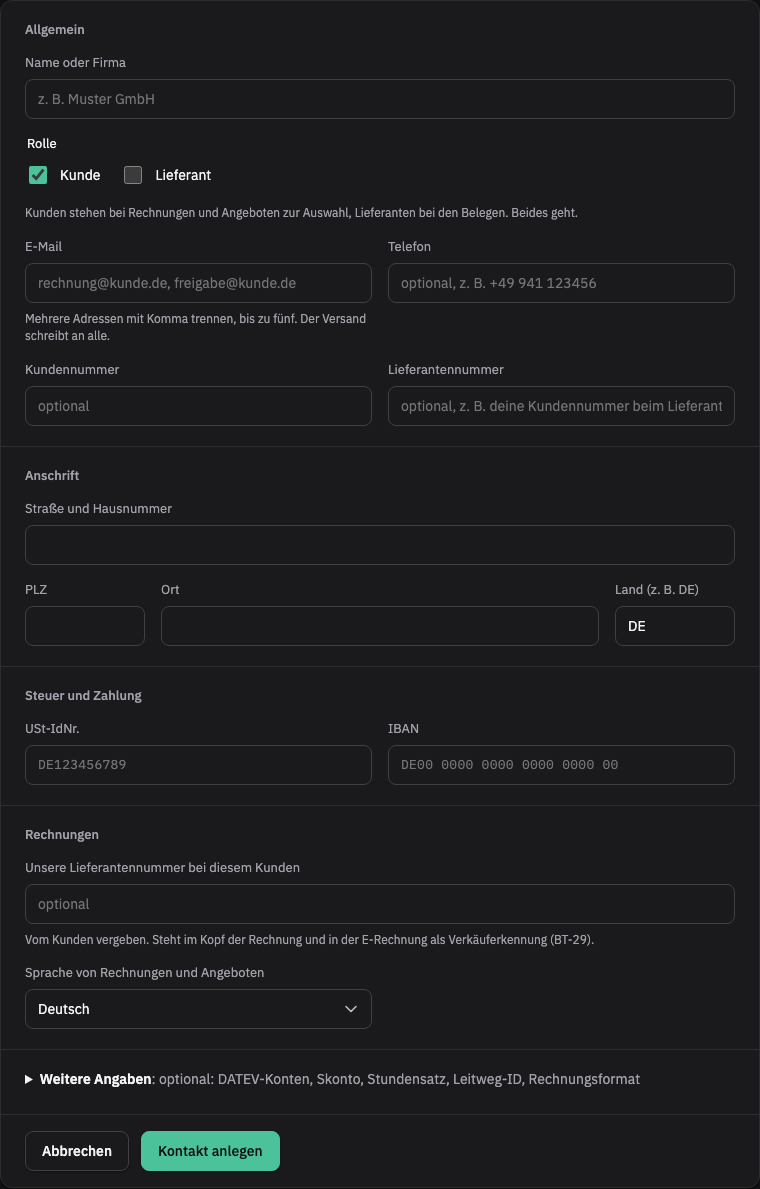 Allgemein
Name oder Firma
z. B. Muster GmbH
Rolle
Kunde Lieferant
Kunden stehen bei Rechnungen und Angeboten zur Auswahl, Lieferanten bei den Belegen. Beides geht.
E-Mail Telefon
rechnung@kunde.de, freigabe@kunde.de optional, z. B. +49 941 123456
Mehrere Adressen mit Komma trennen, bis zu fünf. Der Versand
schreibt an alle.
Kundennummer Lieferantennummer
optional optional, z. B. deine Kundennummer beim Lieferant
Anschrift
Straße und Hausnummer
PLZ Ort Land (z. B. DE)
DE
Steuer und Zahlung
USt-IdNr. IBAN
DE123456789 DE00 0000 0000 0000 0000 00
Rechnungen
Unsere Lieferantennummer bei diesem Kunden
optional
Vom Kunden vergeben. Steht im Kopf der Rechnung und in der E-Rechnung als Verkäuferkennung (BT-29).
Sprache von Rechnungen und Angeboten
Deutsch
Weitere Angaben: optional: DATEV-Konten, Skonto, Stundensatz, Leitweg-ID, Rechnungsformat
Abbrechen Kontakt anlegen